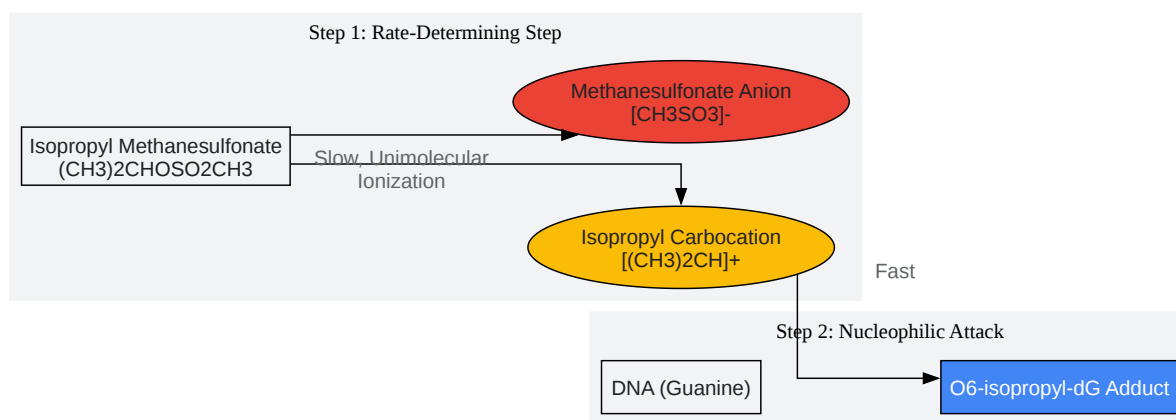 Step 1: Rate-Determining Step
Methanesulfonate Anion
[CH3SO3]-
Isopropyl Methanesulfonate
(CH3)2CHOSO2CH3
Slow, Unimolecular
Ionization
Isopropyl Carbocation
[(CH3)2CH]+
Fast
Step 2: Nucleophilic Attack
DNA (Guanine)
O6-isopropyl-dG Adduct